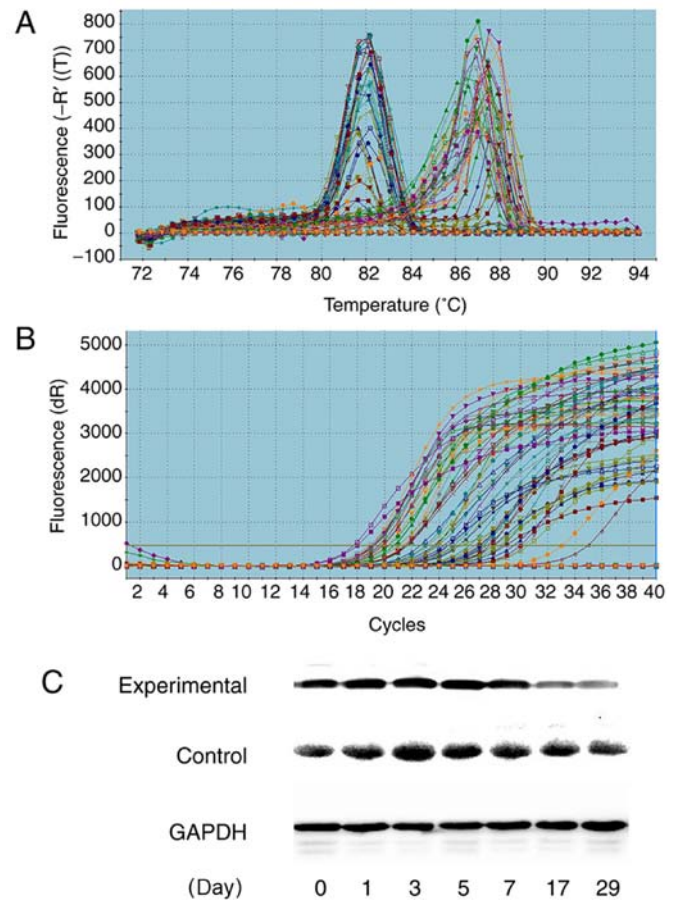 A
Fluorescence (–R′ ((T)
800
700
600
500
400
300
200
100
0
–100
72 74 76 78 80 82 84 86 88 90 92 94
Temperature (˚C)
B
Fluorescence (dR)
5000
4000
3000
2000
1000
0
2 4 6 8 10 12 14 16 18 20 22 24 26 28 30 32 34 36 38 40
Cycles
C
Experimental
Control
GAPDH
(Day) 0 1 3 5 7 17 29